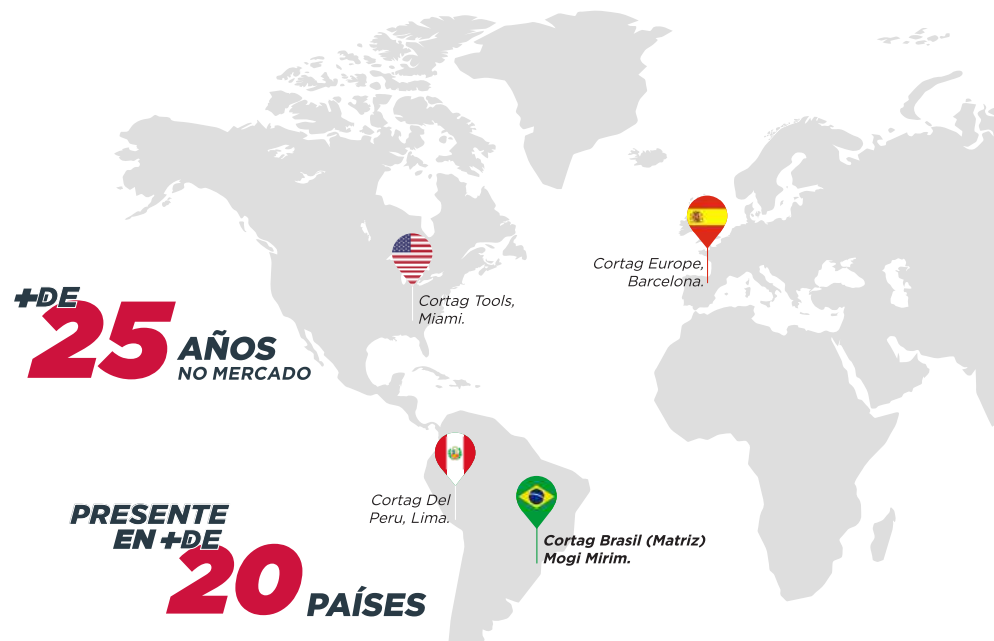 +DE
25 AÑOS
NO MERCADO
PRESENTE
EN +DE
20 PAÍSES
Cortag Tools,
Miami.
Cortag Europe,
Barcelona.
Cortag Del
Peru, Lima.
Cortag Brasil (Matriz)
Mogi Mirim.